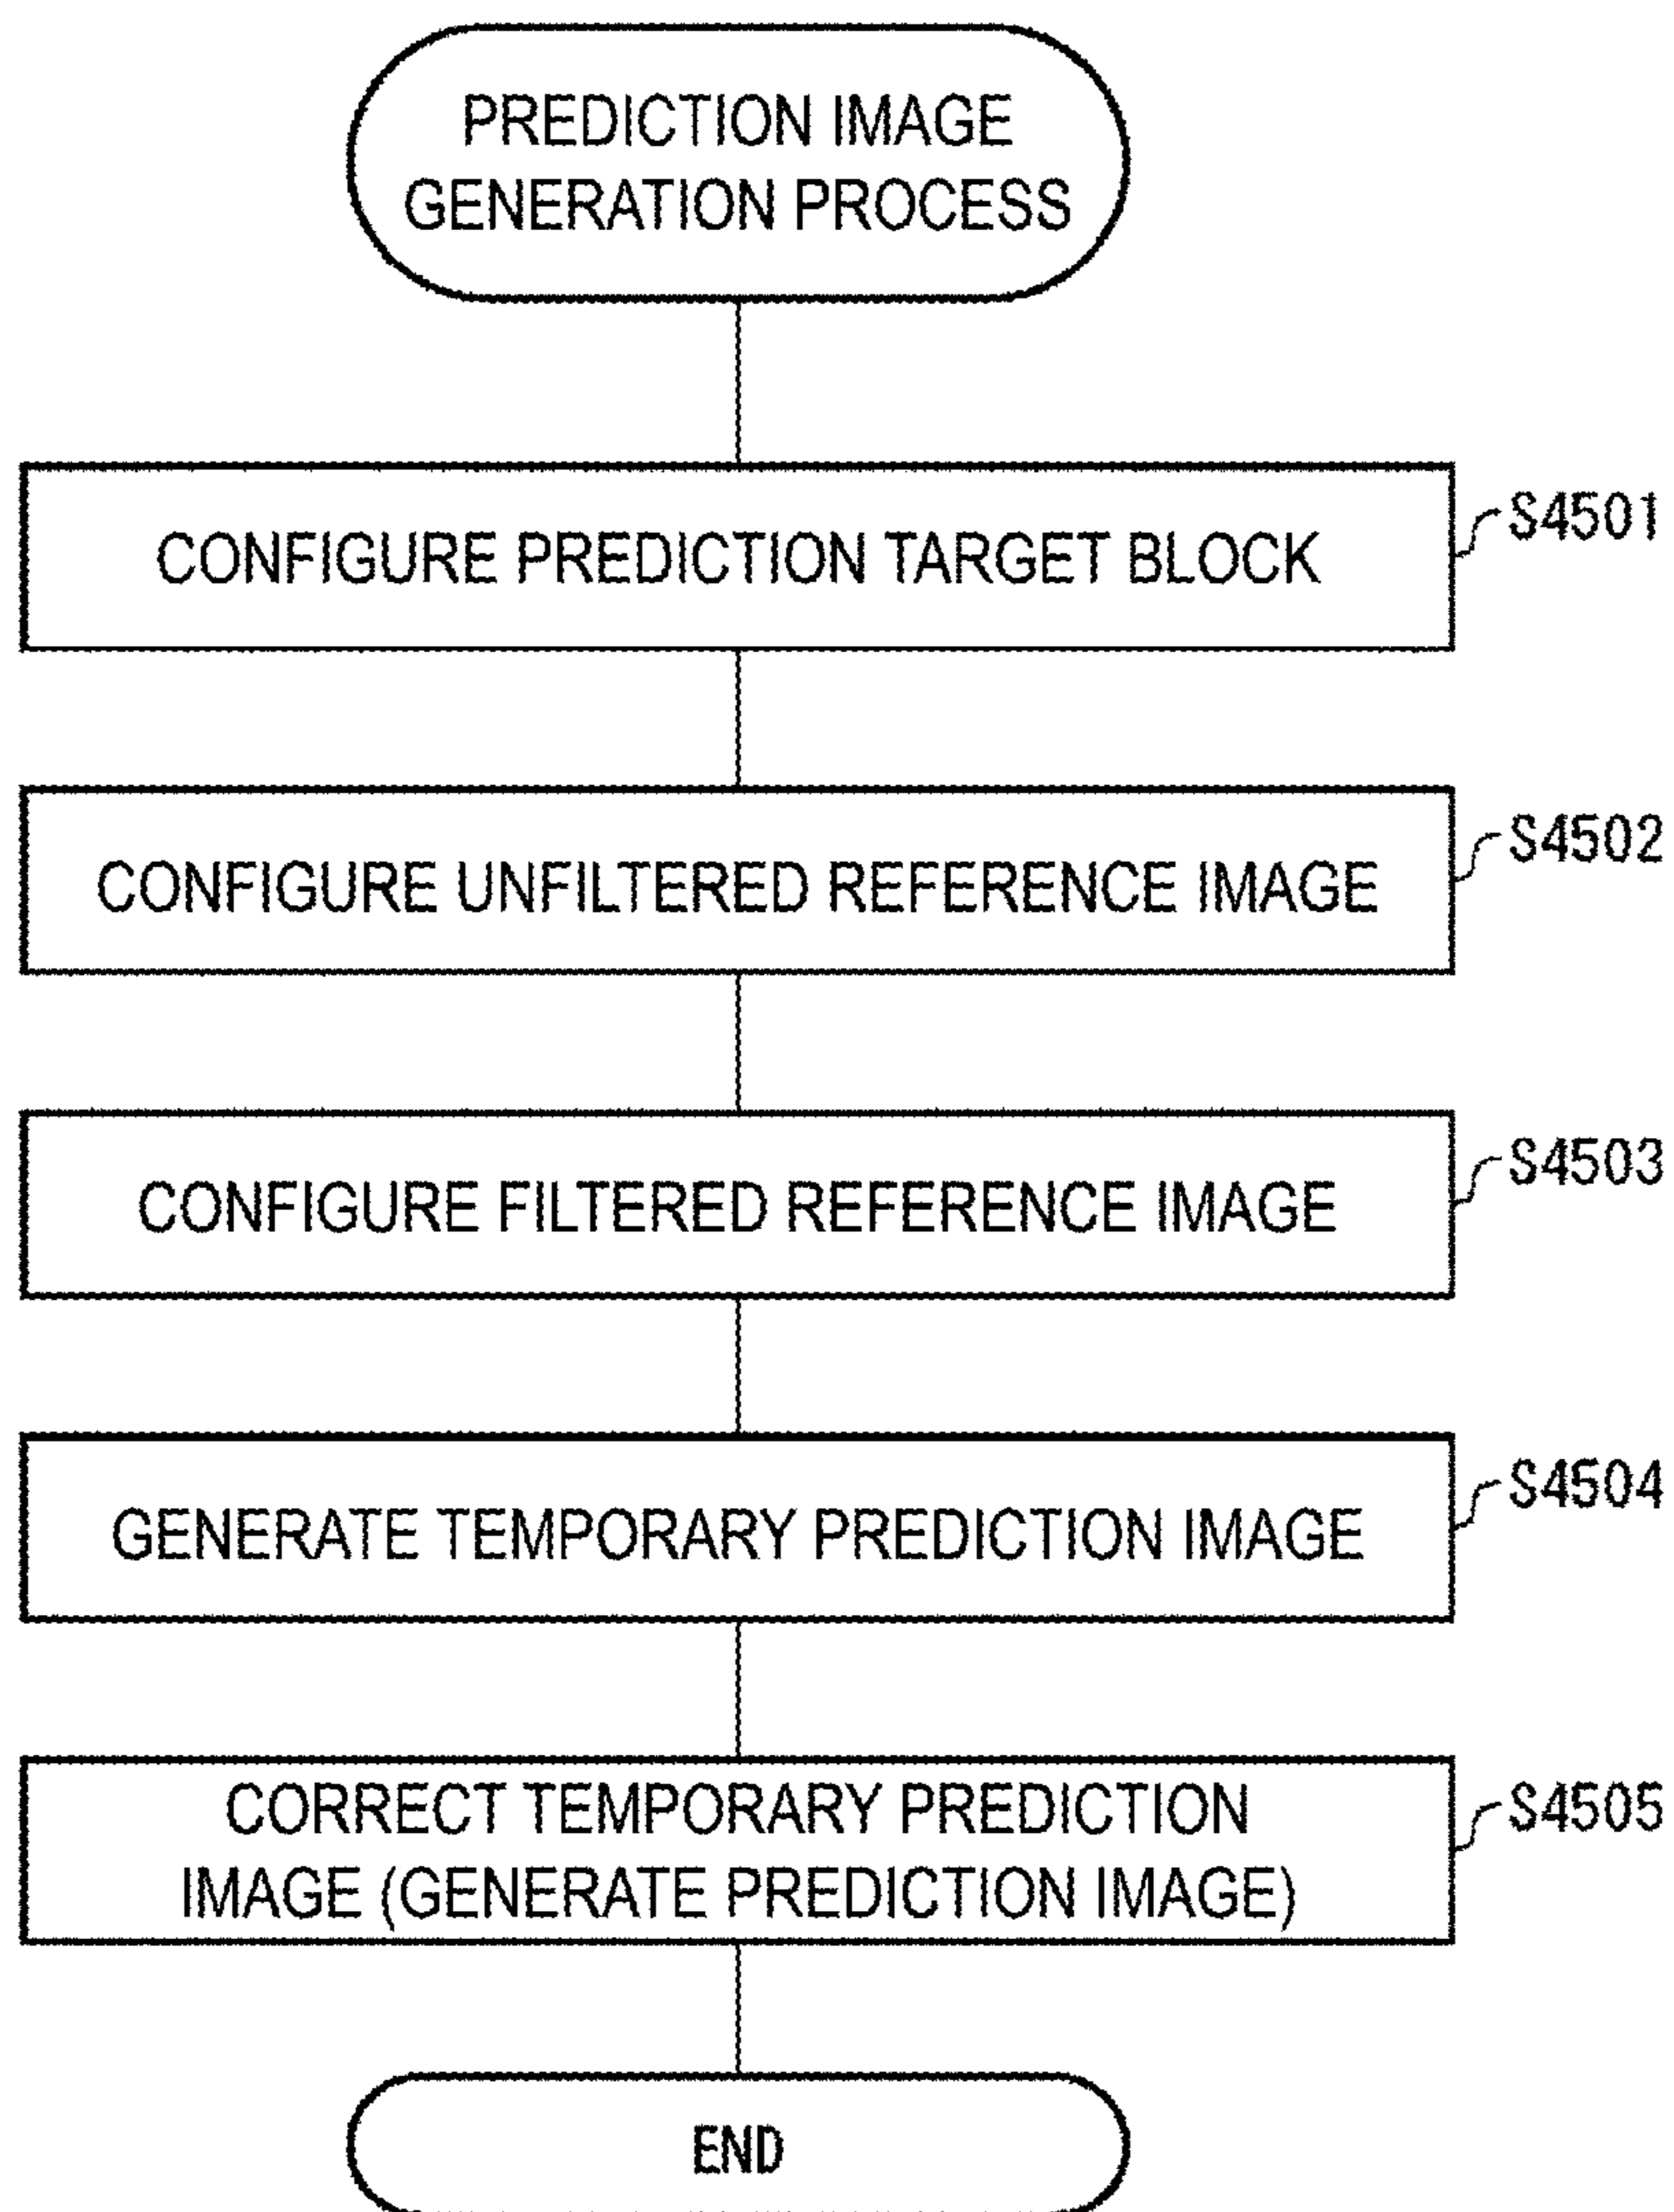 PREDICTION IMAGE
GENERATION PROCESS
CONFIGURE PREDICTION TARGET BLOCK
S4501
CONFIGURE UNFILTERED REFERENCE IMAGE
S4502
CONFIGURE FILTERED REFERENCE IMAGE
S4503
GENERATE TEMPORARY PREDICTION IMAGE
S4504
CORRECT TEMPORARY PREDICTION
IMAGE (GENERATE PREDICTION IMAGE)
S4505
END